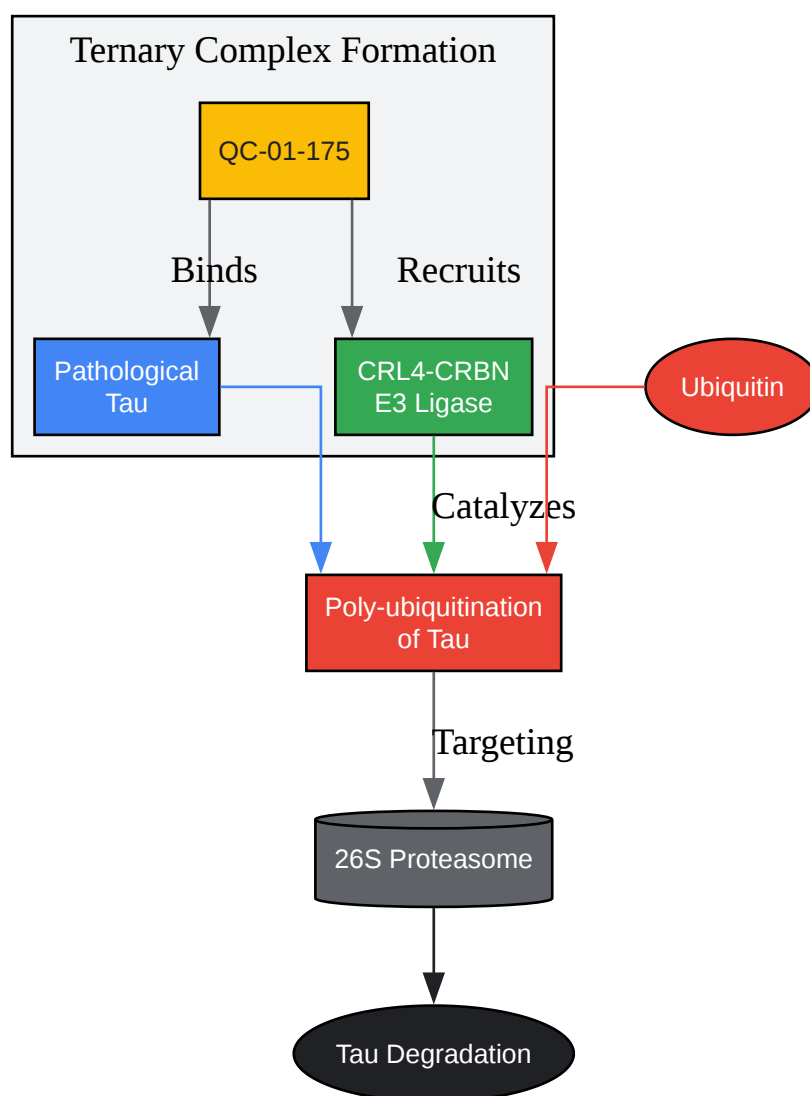 Ternary Complex Formation
QC-01-175
Binds
Recruits
Pathological
Tau
CRL4-CRBN
E3 Ligase
Ubiquitin
Catalyzes
Poly-ubiquitination
of Tau
Targeting
26S Proteasome
Tau Degradation